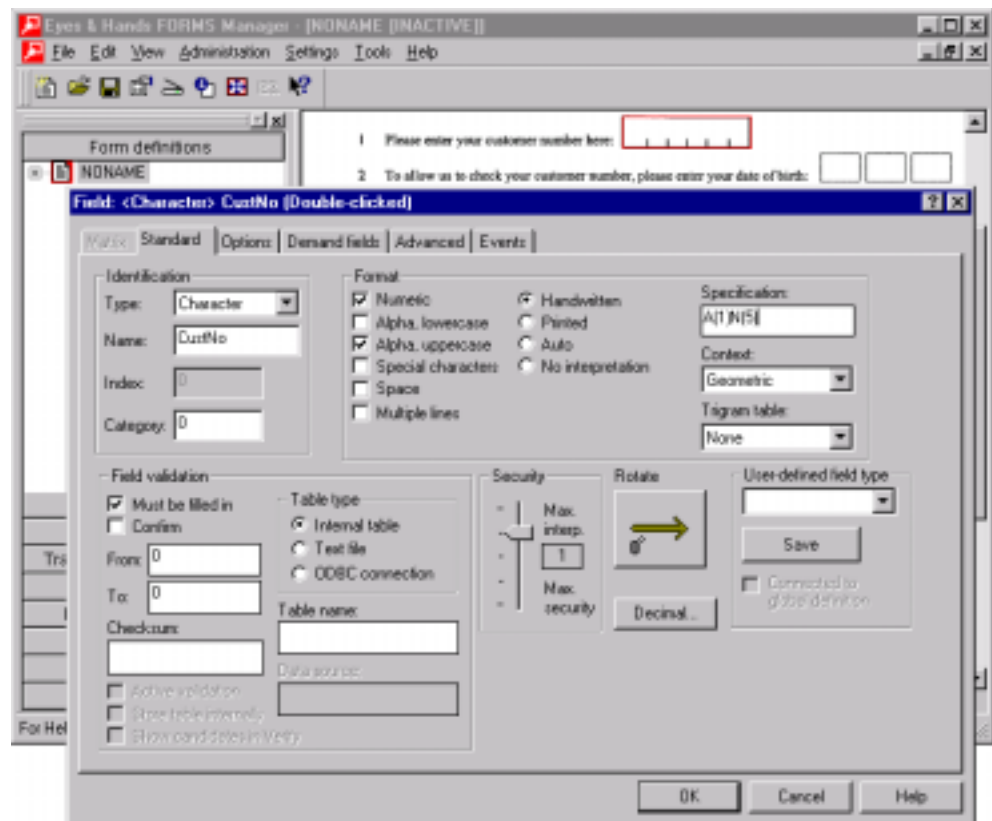 Eyes & Hands FORMS Manager - [NONAME [INACTIVE]]
File Edit View Administration Settings Tools Help
Form definitions
NONAME
1 Please enter your customer number here:
2 To allow us to check your customer number, please enter your date of birth:
Field: <Character> CustNo (Double-clicked)
Matrix Standard Options Demand fields Advanced Events
Identification
Type: Character
Name: CustNo
Index: 0
Category: 0
Format
Numeric
Alpha, lowercase
Alpha, uppercase
Special characters
Space
Multiple lines
Handwritten
Printed
Auto
No interpretation
Specification:
A(1)N(5)
Context:
Geometric
Trigram table:
None
Field validation
Must be filled in
Confirm
From: 0
To: 0
Checksum:
Active validation
Store table internally
Show candidates in Verify
Table type
Internal table
Text file
ODBC connection
Table name:
Data source:
Security
Max.
interp.
1
Max.
security
Rotate
Decimal...
User-defined field type
Save
Connected to
global definition
Tra
For Hel
OK Cancel Help